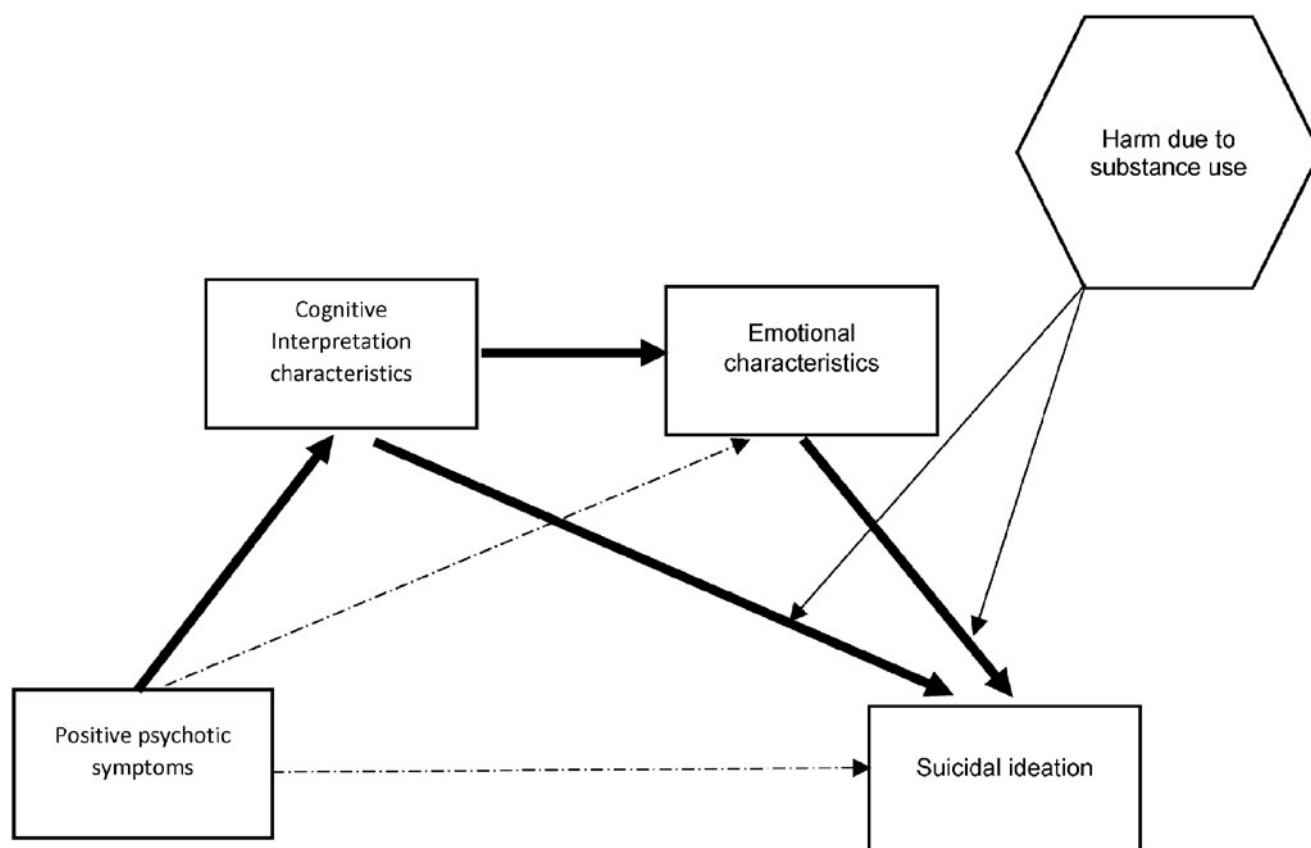 Harm due to
substance use
Cognitive
Interpretation
characteristics
Emotional
characteristics
Positive psychotic
symptoms
Suicidal ideation